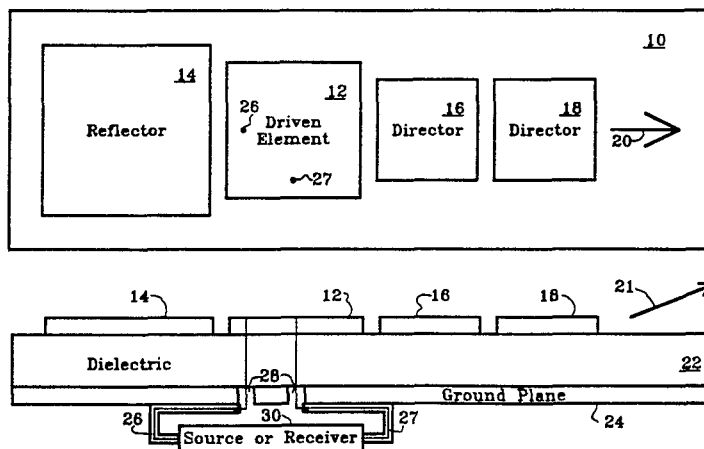 10
14
12
16
18
26
Reflector
Driven
Element
Director
Director
20
27
14
12
16
18
21
Dielectric
22
28
Ground Plane
26
30
27
24
Source or Receiver